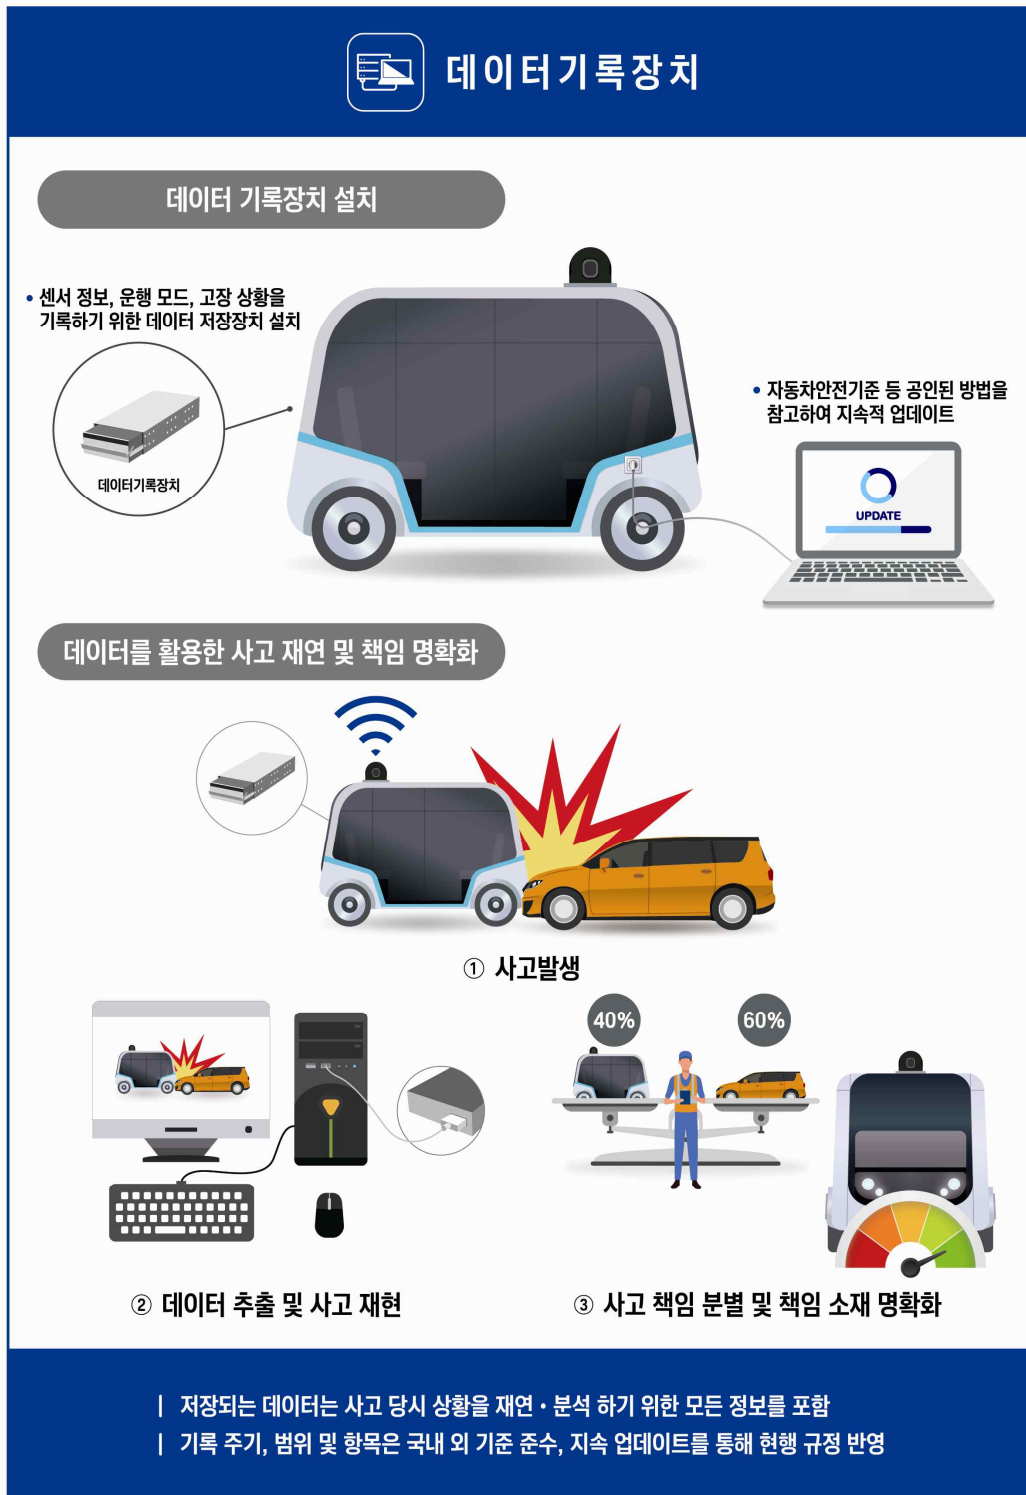 데이터기록장치
데이터 기록장치 설치
• 센서 정보, 운행 모드, 고장 상황을
기록하기 위한 데이터 저장장치 설치
데이터기록장치
• 자동차안전기준 등 공인된 방법을
참고하여 지속적 업데이트
UPDATE
데이터를 활용한 사고 재연 및 책임 명확화
① 사고발생
40%
60%
② 데이터 추출 및 사고 재현
③ 사고 책임 분별 및 책임 소재 명확화
| 저장되는 데이터는 사고 당시 상황을 재연 • 분석 하기 위한 모든 정보를 포함
| 기록 주기, 범위 및 항목은 국내 외 기준 준수, 지속 업데이트를 통해 현행 규정 반영